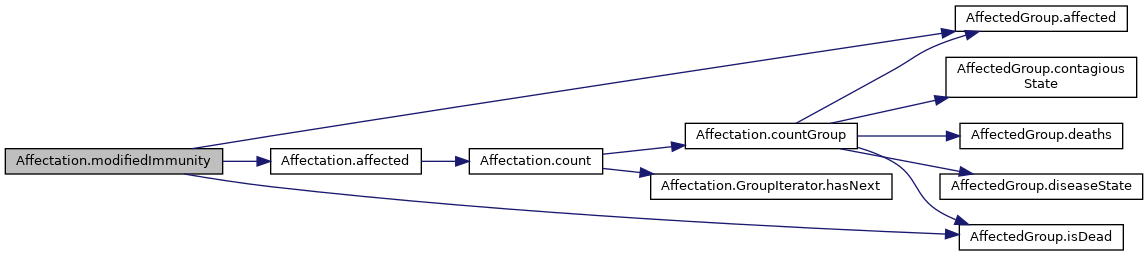 AffectedGroup.affected
AffectedGroup.contagious
State
Affectation.countGroup
AffectedGroup.deaths
Affectation.modifiedImmunity
Affectation.affected
Affectation.count
Affectation.GroupIterator.hasNext
AffectedGroup.diseaseState
AffectedGroup.isDead